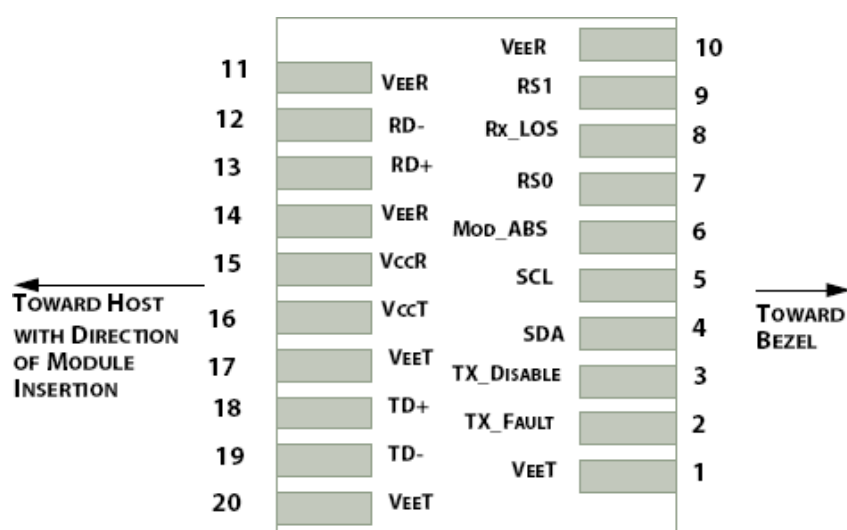 VEER 10
11 VEER
RS1 9
12 RD-
Rx_LOS 8
13 RD+
RS0 7
14 VEER
MOD_ABS 6
15 VccR
SCL 5
TOWARD HOST
WITH DIRECTION
OF MODULE
INSERTION
16 VccT
SDA 4
TOWARD
BEZEL
17 VEET
TX_DISABLE 3
18 TD+
TX_FAULT 2
19 TD-
VEET 1
20 VEET